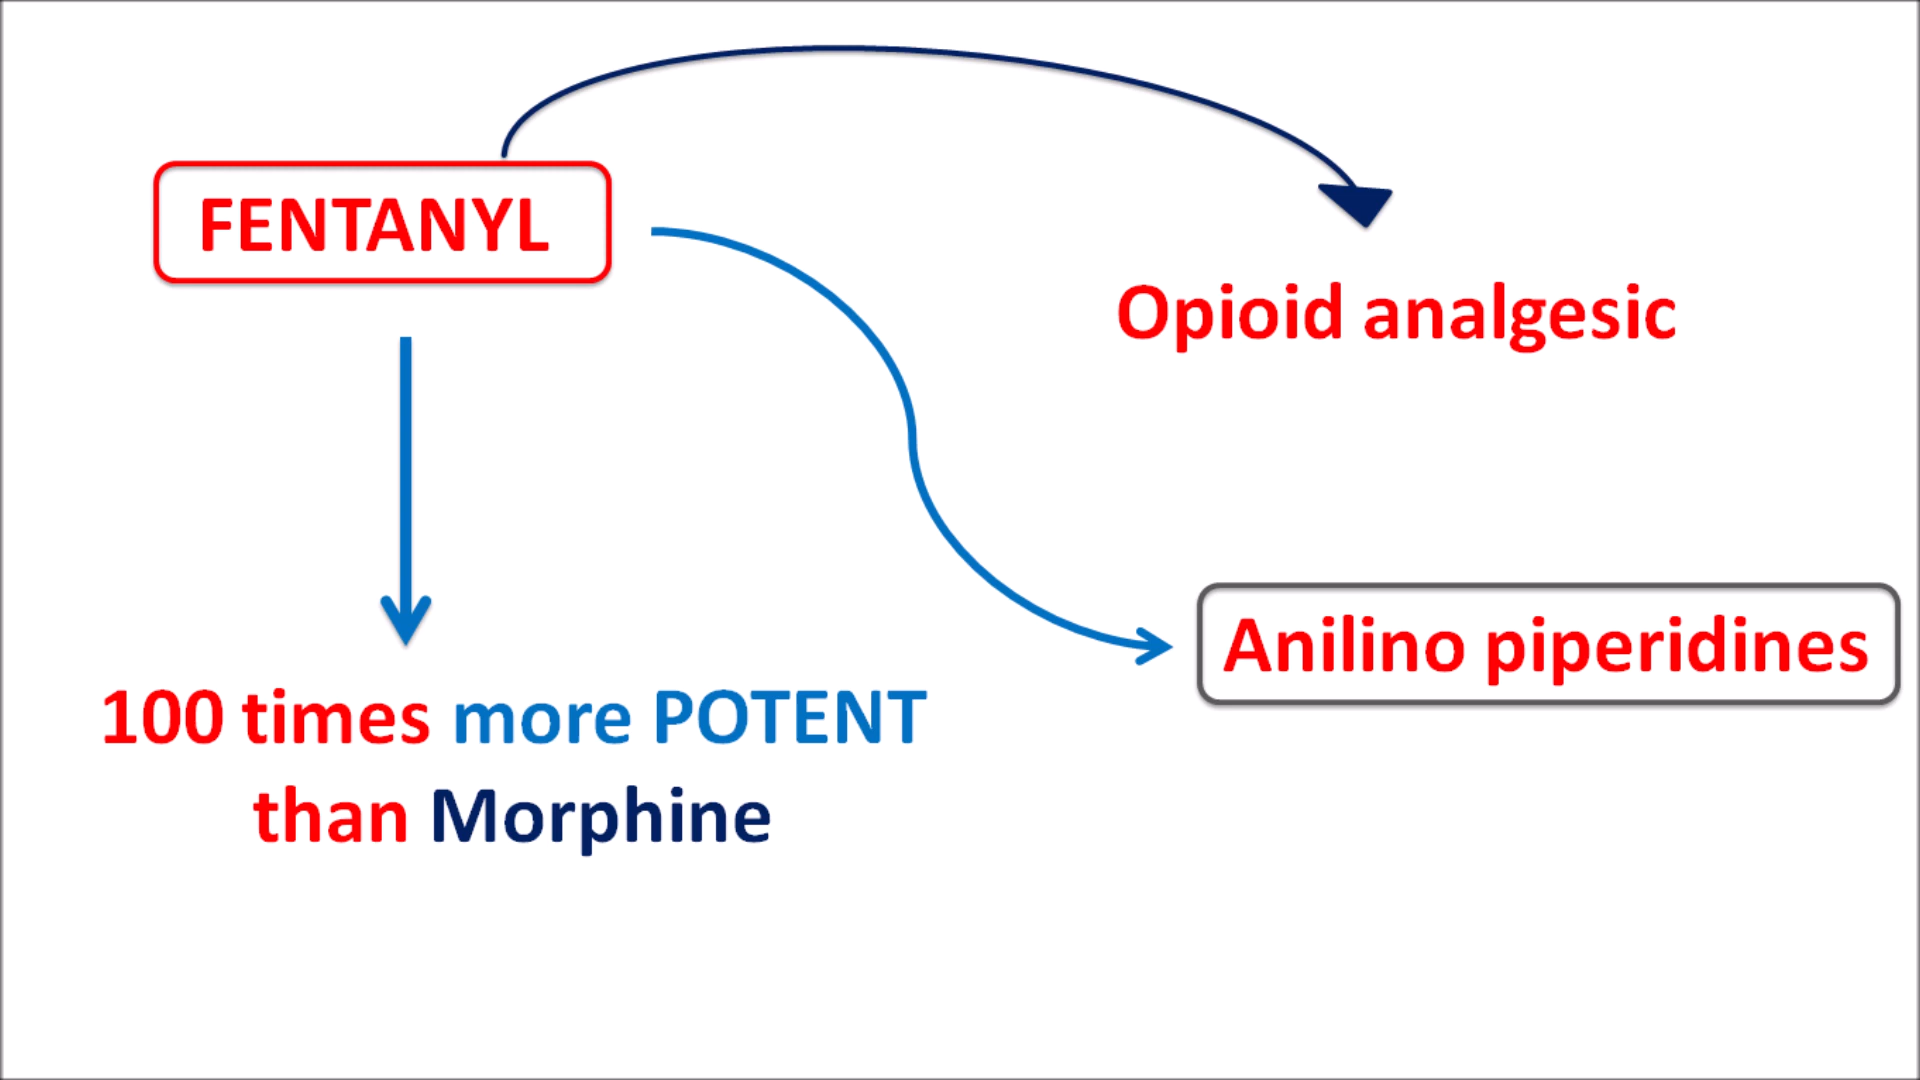 FENTANYL
Opioid analgesic
Anilino piperidines
100 times more POTENT
than Morphine